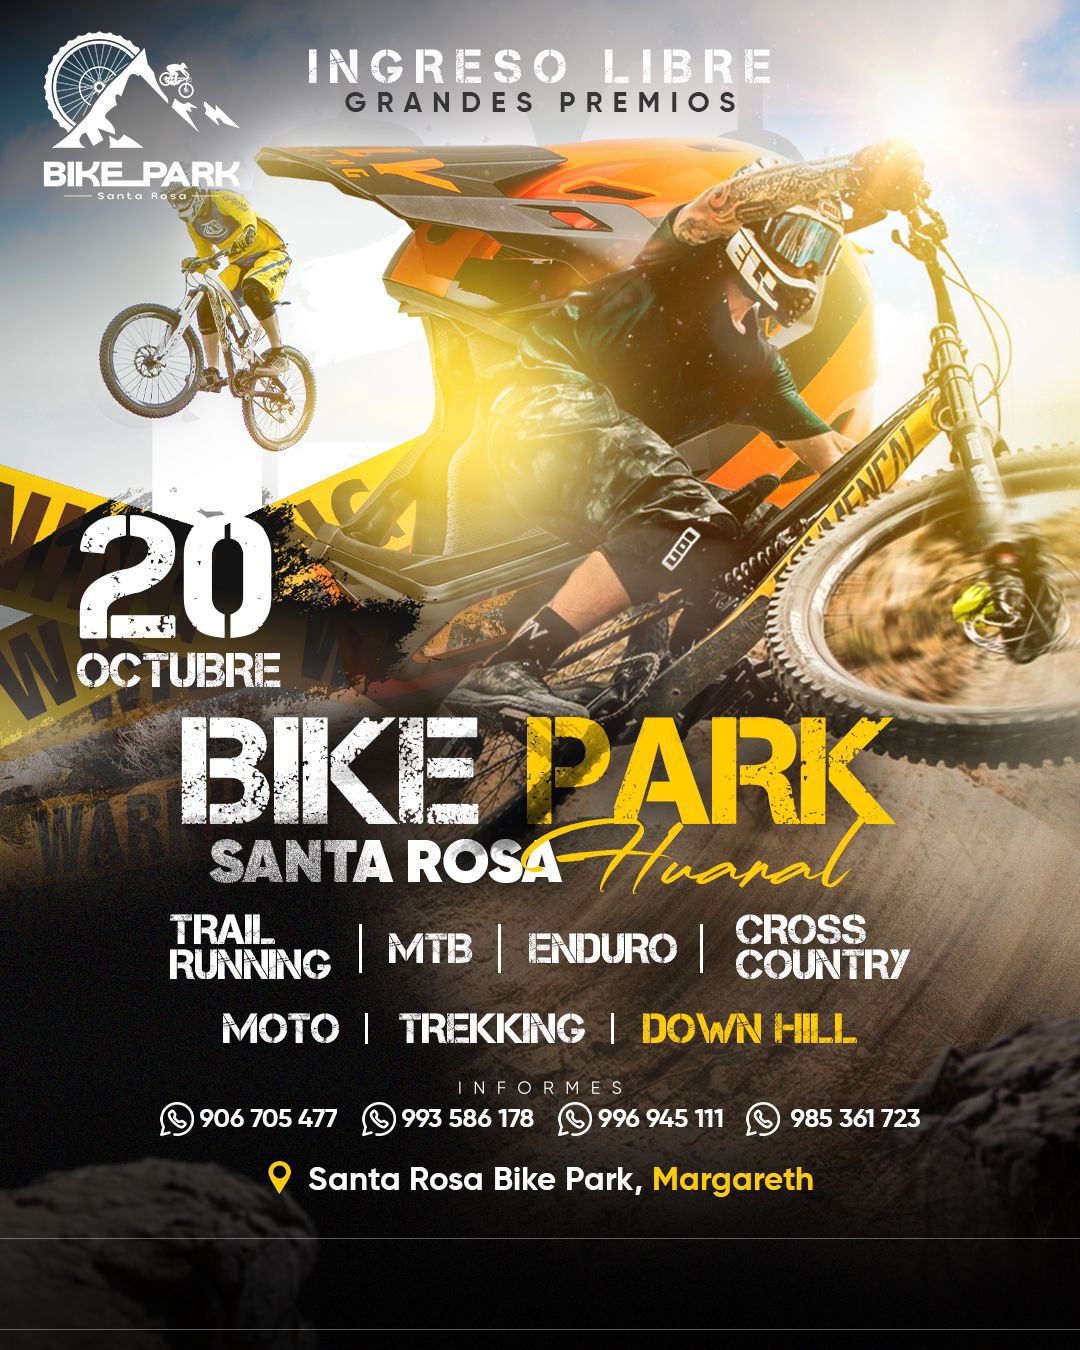 INGRESO LIBRE
GRANDES PREMIOS
BIKE PARK
Santa Rosa
20
OCTUBRE
BIKE PARK
SANTA ROSA Huaral
TRAIL RUNNING | MTB | ENDURO | CROSS COUNTRY
MOTO | TREKKING | DOWN HILL
INFORMES
906 705 477 993 586 178 996 945 111 985 361 723
Santa Rosa Bike Park, Margareth